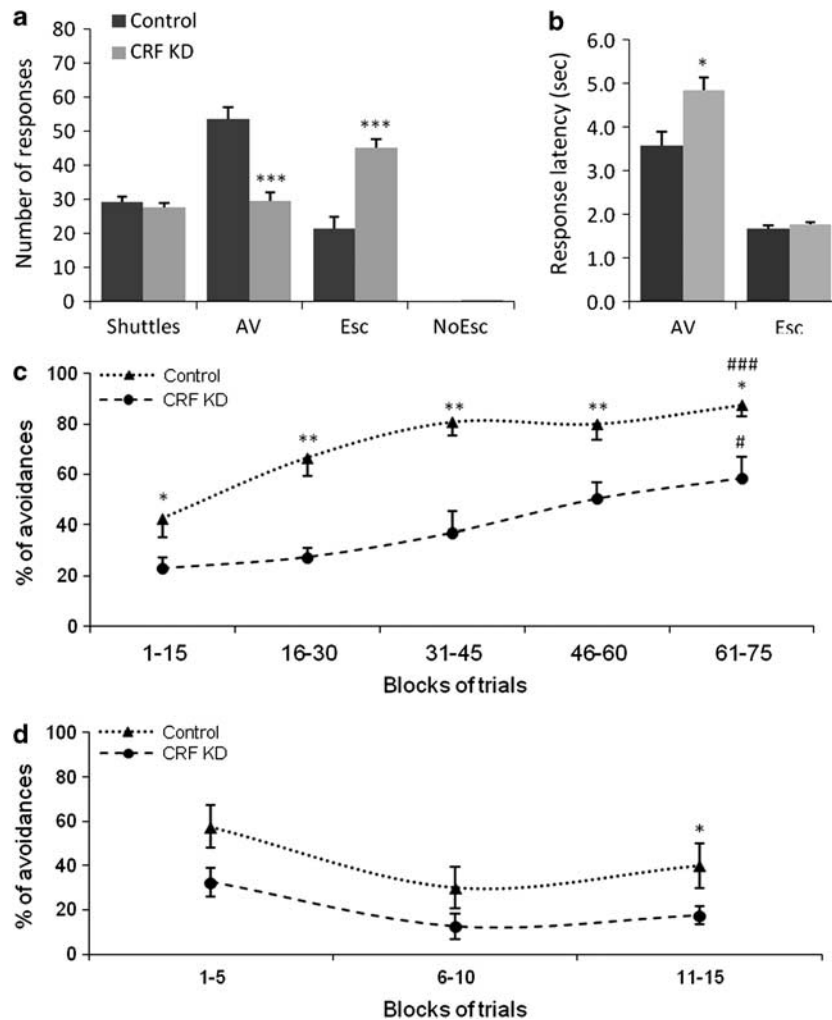 a
Control
CRF KD
Number of responses
80
70
60
50
40
30
20
10
0
***
***
Shuttles AV Esc NoEsc
b
Response latency (sec)
6.0
5.0
4.0
3.0
2.0
1.0
0.0
*
AV Esc
c
Control
CRF KD
% of avoidances
100
80
60
40
20
0
* ** ** ** ###
*
#
1-15 16-30 31-45 46-60 61-75
Blocks of trials
d
Control
CRF KD
% of avoidances
100
80
60
40
20
0
*
1-5 6-10 11-15
Blocks of trials